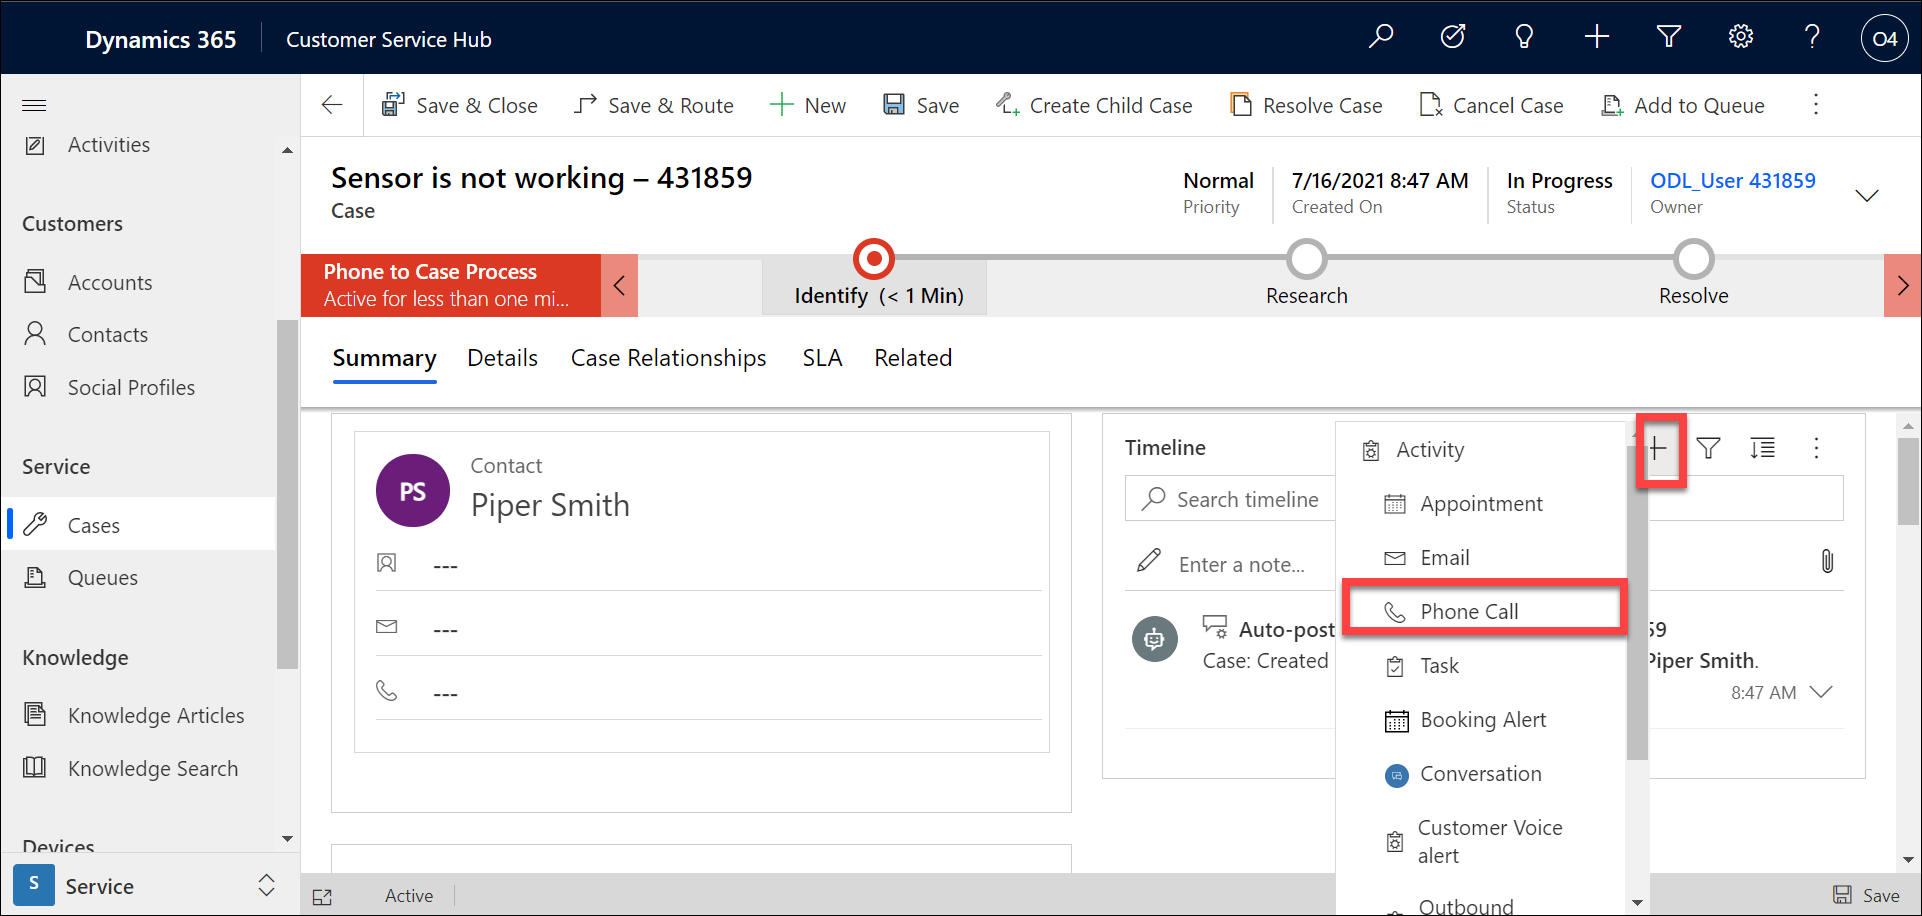 Dynamics 365
Customer Service Hub
O4
Save & Close
Save & Route
New
Save
Create Child Case
Resolve Case
Cancel Case
Add to Queue
Activities
Customers
Accounts
Contacts
Social Profiles
Service
Cases
Queues
Knowledge
Knowledge Articles
Knowledge Search
Devices
S
Service
Sensor is not working – 431859
Case
Normal
Priority
7/16/2021 8:47 AM
Created On
In Progress
Status
ODL_User 431859
Owner
Phone to Case Process
Active for less than one mi...
Identify (< 1 Min)
Research
Resolve
Summary
Details
Case Relationships
SLA
Related
PS
Contact
Piper Smith
---
---
---
Timeline
Search timeline
Enter a note...
Auto-post
59
Case: Created
Piper Smith.
8:47 AM
Activity
Appointment
Email
Phone Call
Task
Booking Alert
Conversation
Customer Voice
alert
Outbound
Active
Save